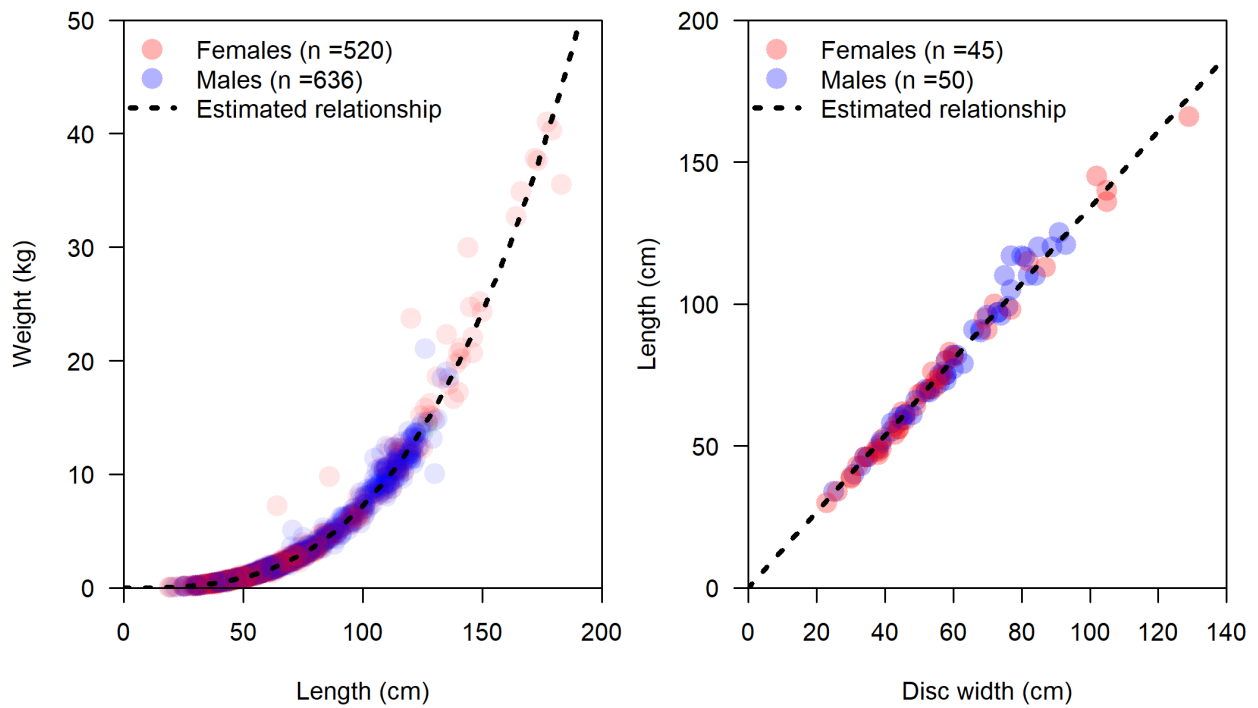 50
40
30
20
10
0
Weight (kg)
Females (n =520)
Males (n =636)
Estimated relationship
0 50 100 150 200
Length (cm)
200
150
100
50
0
Length (cm)
Females (n =45)
Males (n =50)
Estimated relationship
0 20 40 60 80 100 120 140
Disc width (cm)